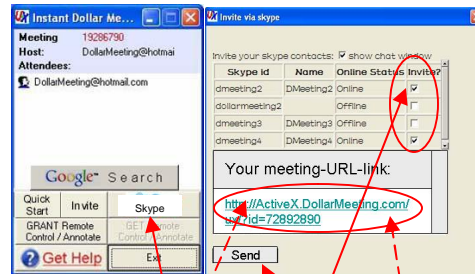 Instant Dollar Me...
Meeting 19286790
Host: DollarMeeting@hotmai
Attendees:
DollarMeeting@hotmail.com
Google™ Search
Quick Start
Invite
Skype
GRANT Remote Control / Annotate
GET Remote Control / Annotate
Get Help
Exit
Invite via skype
Invite your skype contacts: show chat window
Skype id Name Online Status Invite?
dmeeting2 DMeeting2 Online
dollarmeeting2 Offline
dmeeting3 DMeeting3 Offline
dmeeting4 DMeeting4 Online
Your meeting-URL-link:
http://ActiveX.DollarMeeting.com/
?id=72892890
Send